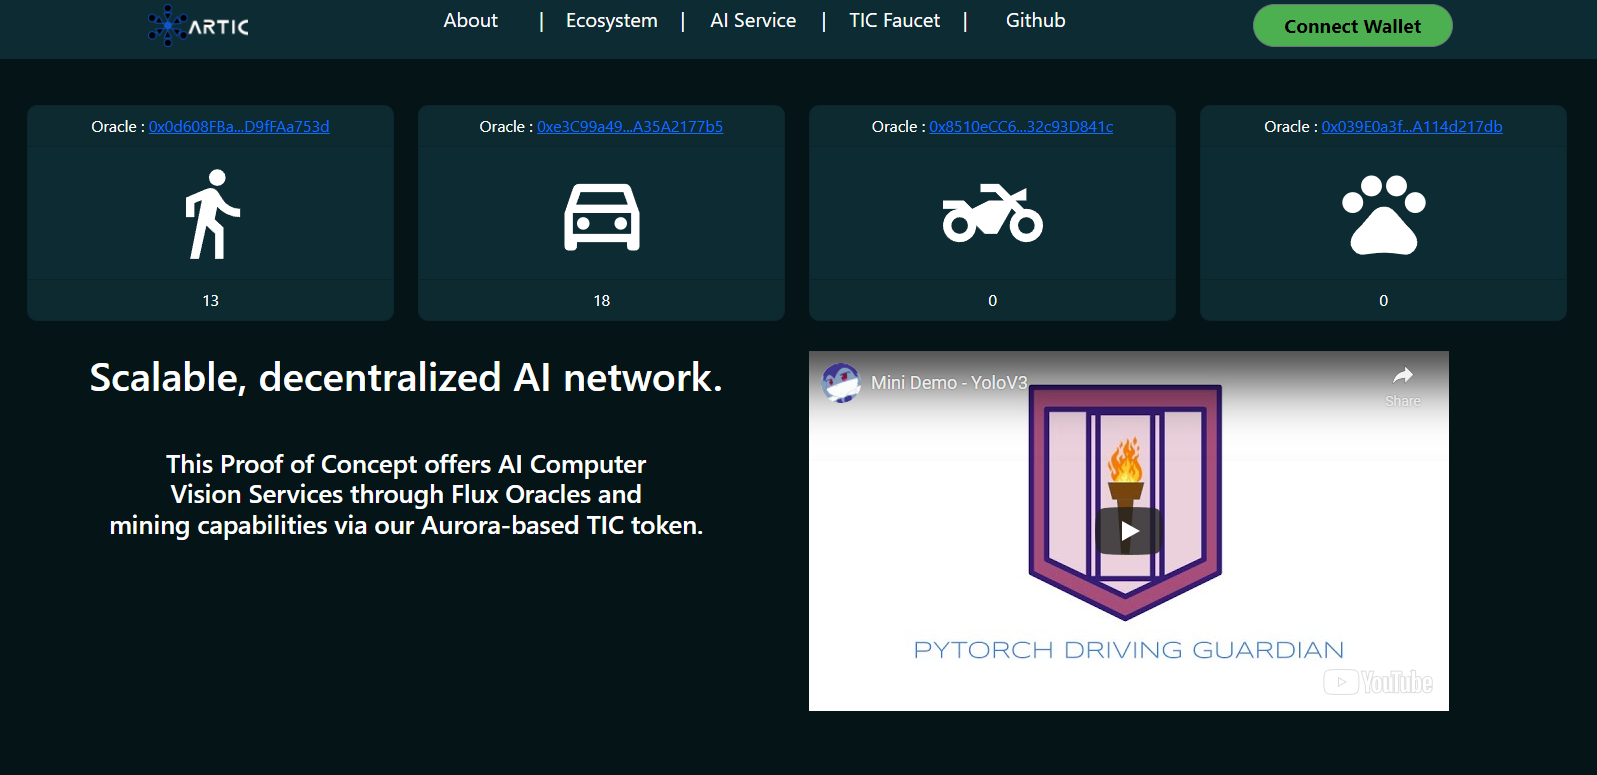 ARTIC
About | Ecosystem | AI Service | TIC Faucet | Github
Connect Wallet
Oracle : 0x0d608FBa...D9fFAa753d
13
Oracle : 0xe3C99a49...A35A2177b5
18
Oracle : 0x8510eCC6...32c93D841c
0
Oracle : 0x039E0a3f...A114d217db
0
Scalable, decentralized AI network.
This Proof of Concept offers AI Computer
Vision Services through Flux Oracles and
mining capabilities via our Aurora-based TIC token.
Mini Demo - YoloV3
Share
PYTORCH DRIVING GUARDIAN
YouTube